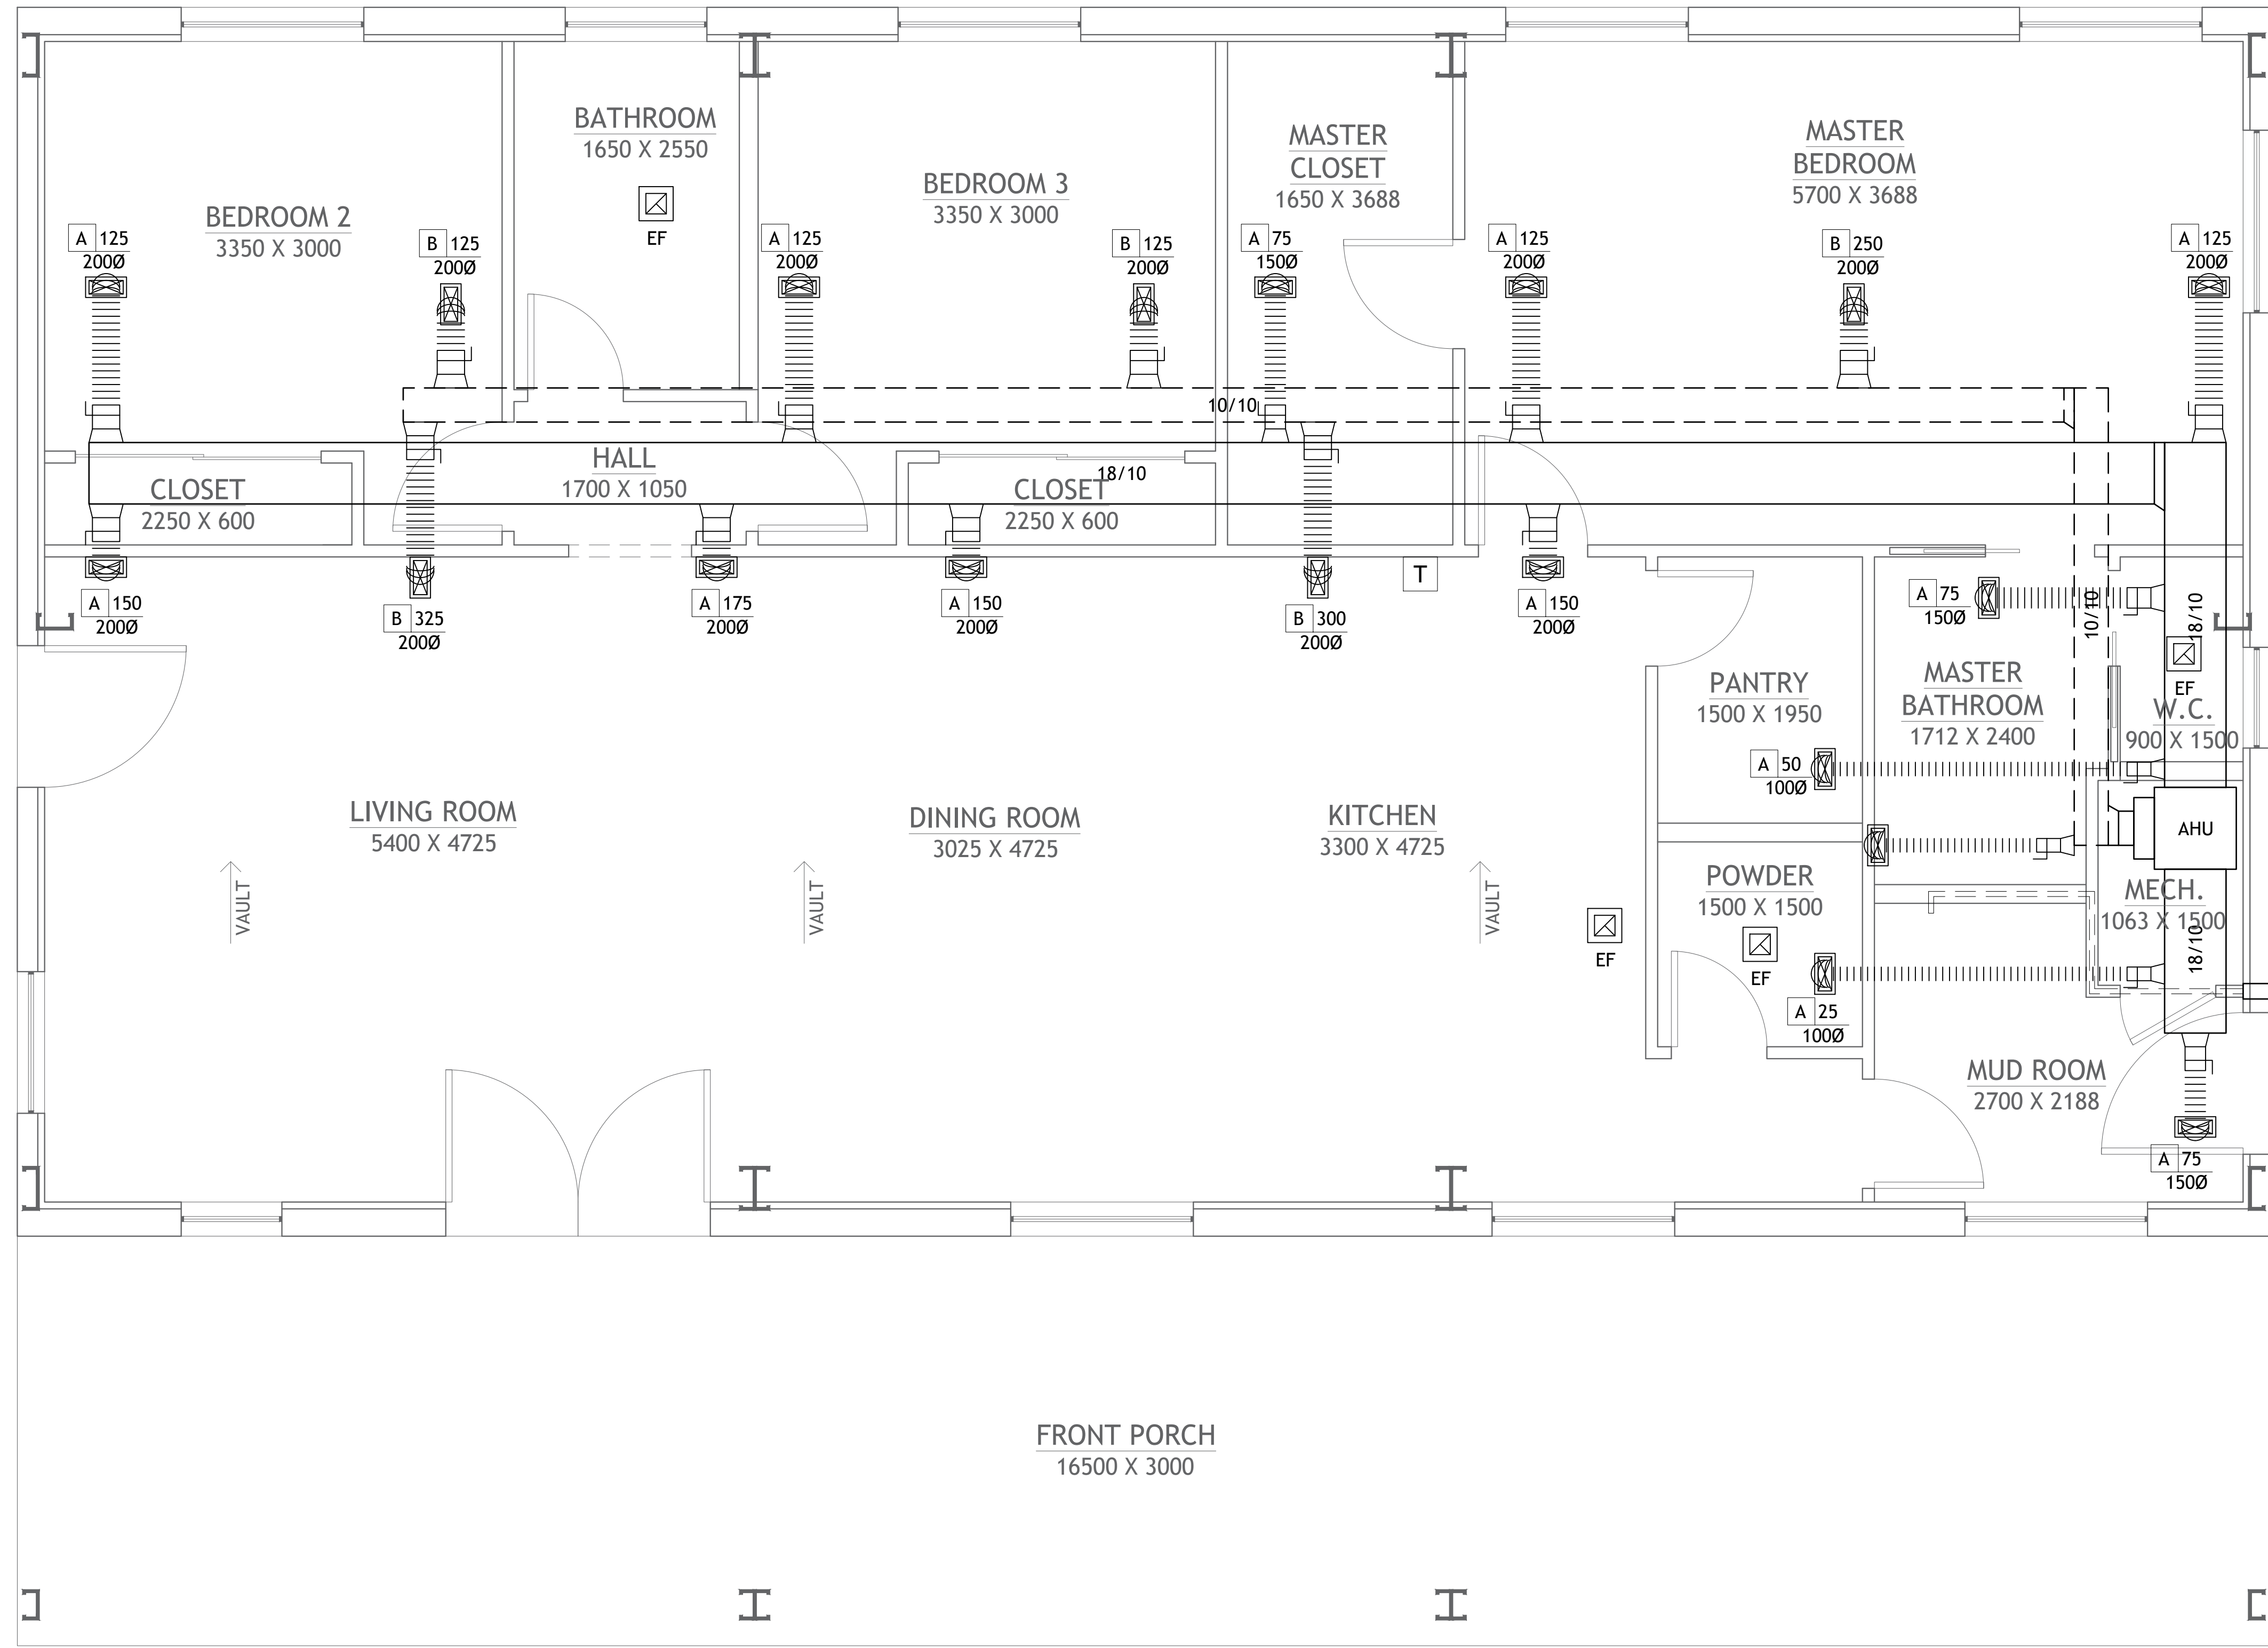 BATHROOM
1650 X 2550
EF
MASTER
CLOSET
1650 X 3688
MASTER
BEDROOM
5700 X 3688
BEDROOM 2
3350 X 3000
BEDROOM 3
3350 X 3000
A 125
200Ø
B 125
200Ø
A 125
200Ø
B 125
200Ø
A 75
150Ø
A 125
200Ø
B 250
200Ø
A 125
200Ø
10/10
HALL
1700 X 1050
18/10
CLOSET
2250 X 600
CLOSET
2250 X 600
T
A 150
200Ø
B 325
200Ø
A 175
200Ø
A 150
200Ø
B 300
200Ø
A 150
200Ø
A 75
150Ø
10/10
18/10
EF
W.C.
900 X 1500
PANTRY
1500 X 1950
MASTER
BATHROOM
1712 X 2400
A 50
100Ø
LIVING ROOM
5400 X 4725
DINING ROOM
3025 X 4725
KITCHEN
3300 X 4725
AHU
VAULT
VAULT
VAULT
POWDER
1500 X 1500
MECH.
1063 X 1500
18/10
EF
EF
A 25
100Ø
MUD ROOM
2700 X 2188
A 75
150Ø
FRONT PORCH
16500 X 3000